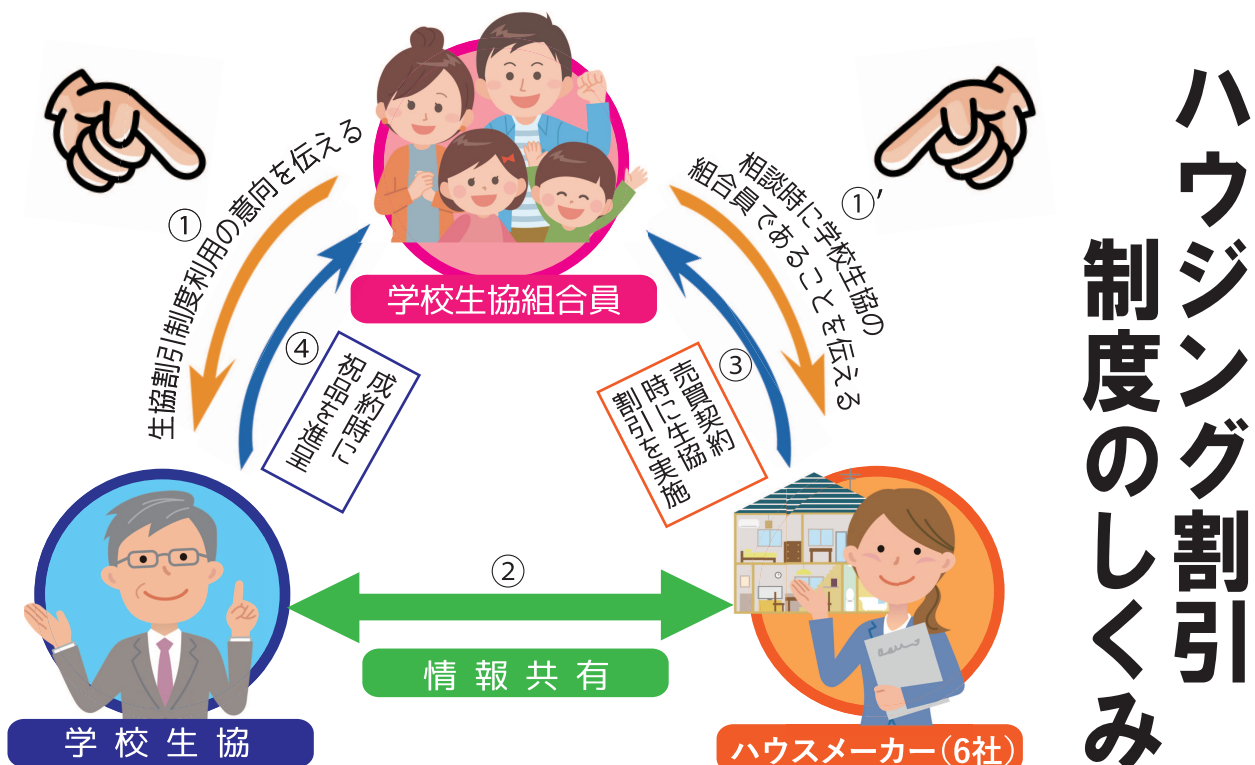 ハウジング割引
制度のしくみ
学校生協組合員
①
生協割引制度利用の意向を伝える
①′
相談時に学校生協の
組合員であることを伝える
④
成約時に
祝品を進呈
③
売買契約
時に生協
割引を実施
②
情報共有
学校生協
ハウスメーカー(6社)